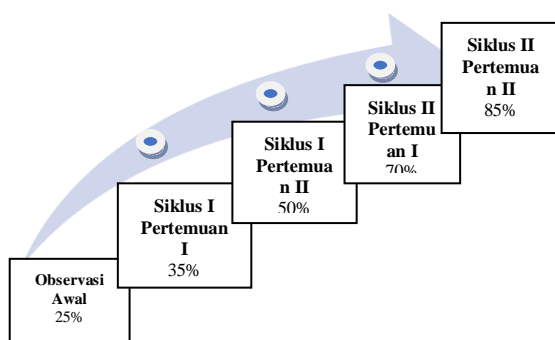 Observasi
Awal
25%
Siklus I
Pertemuan
I
35%
Siklus I
Pertemua
n II
50%
Siklus II
Pertemu
an I
70%
Siklus II
Pertemua
n II
85%